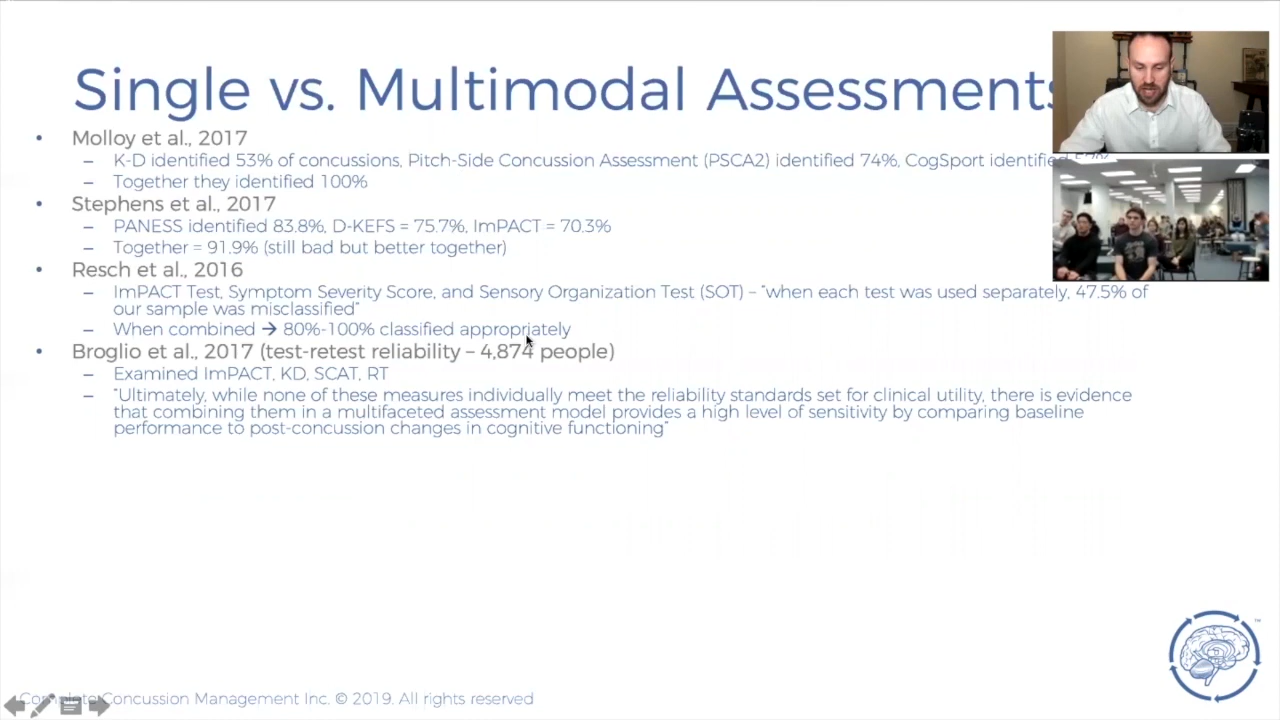 Single vs. Multimodal Assessments
• Molloy et al., 2017
– K-D identified 53% of concussions, Pitch-Side Concussion Assessment (PSCA2) identified 74%, CogSport identified
– Together they identified 100%
• Stephens et al., 2017
– PANESS identified 83.8%, D-KEFS = 75.7%, ImPACT = 70.3%
– Together = 91.9% (still bad but better together)
• Resch et al., 2016
– ImPACT Test, Symptom Severity Score, and Sensory Organization Test (SOT) – “when each test was used separately, 47.5% of
our sample was misclassified”
– When combined → 80%-100% classified appropriately
• Broglio et al., 2017 (test-retest reliability – 4,874 people)
– Examined ImPACT, KD, SCAT, RT
– “Ultimately, while none of these measures individually meet the reliability standards set for clinical utility, there is evidence
that combining them in a multifaceted assessment model provides a high level of sensitivity by comparing baseline
performance to post-concussion changes in cognitive functioning”
TM
Complete Concussion Management Inc. © 2019. All rights reserved